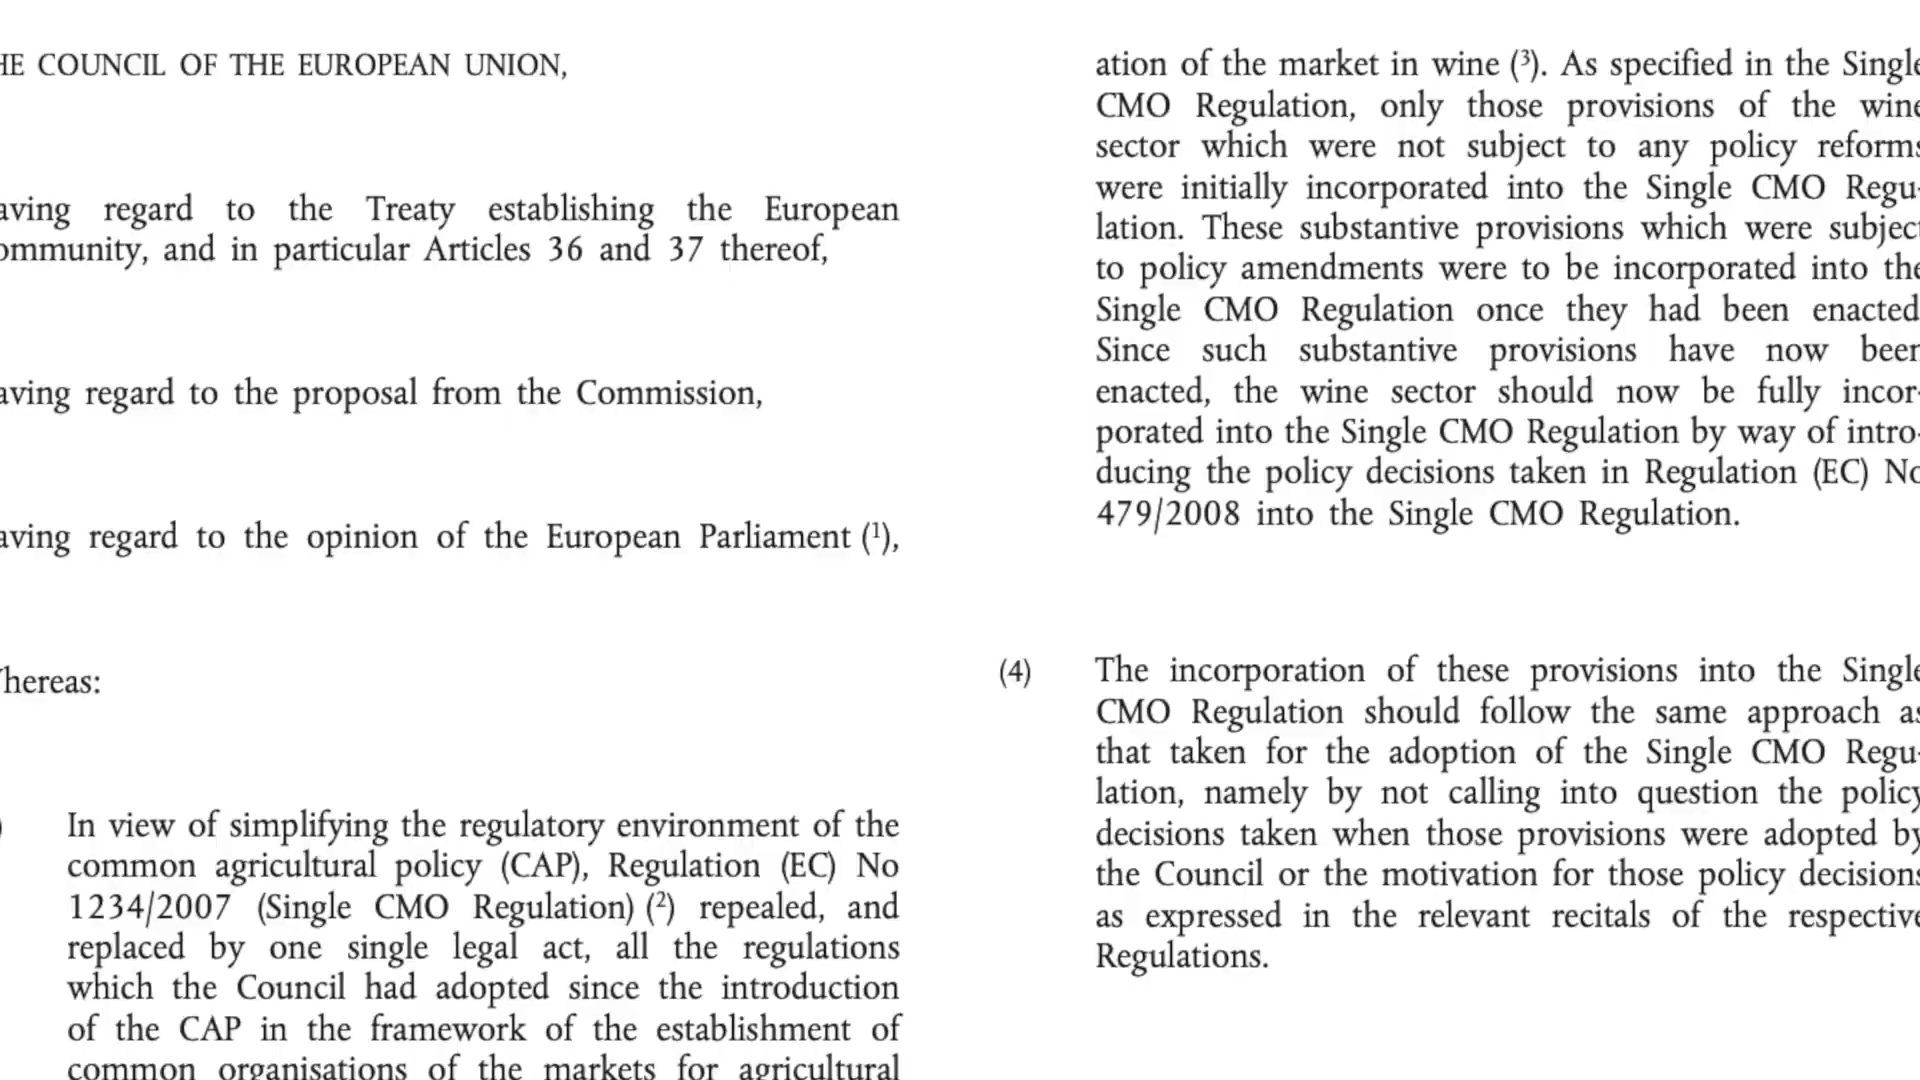 HE COUNCIL OF THE EUROPEAN UNION,
aving regard to the Treaty establishing the European
ommunity, and in particular Articles 36 and 37 thereof,
aving regard to the proposal from the Commission,
aving regard to the opinion of the European Parliament (¹),
hereas:
) In view of simplifying the regulatory environment of the
common agricultural policy (CAP), Regulation (EC) No
1234/2007 (Single CMO Regulation) (²) repealed, and
replaced by one single legal act, all the regulations
which the Council had adopted since the introduction
of the CAP in the framework of the establishment of
common organisations of the markets for agricultural
ation of the market in wine (³). As specified in the Single
CMO Regulation, only those provisions of the wine
sector which were not subject to any policy reforms
were initially incorporated into the Single CMO Regu-
lation. These substantive provisions which were subject
to policy amendments were to be incorporated into the
Single CMO Regulation once they had been enacted
Since such substantive provisions have now been
enacted, the wine sector should now be fully incor-
porated into the Single CMO Regulation by way of intro-
ducing the policy decisions taken in Regulation (EC) No
479/2008 into the Single CMO Regulation.
(4) The incorporation of these provisions into the Single
CMO Regulation should follow the same approach as
that taken for the adoption of the Single CMO Regu-
lation, namely by not calling into question the policy
decisions taken when those provisions were adopted by
the Council or the motivation for those policy decisions
as expressed in the relevant recitals of the respective
Regulations.